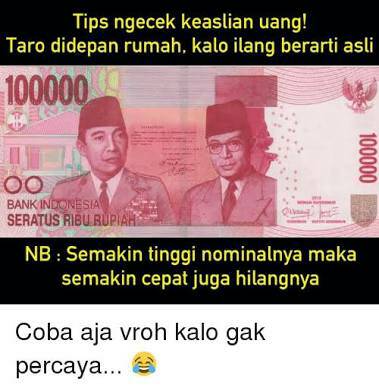 Tips ngecek keaslian uang!
Taro didepan rumah, kalo ilang berarti asli
100000
100000
BANK INDONESIA
SERATUS RIBU RUPIAH
NB : Semakin tinggi nominalnya maka
semakin cepat juga hilangnya
Coba aja vroh kalo gak
percaya... 😂